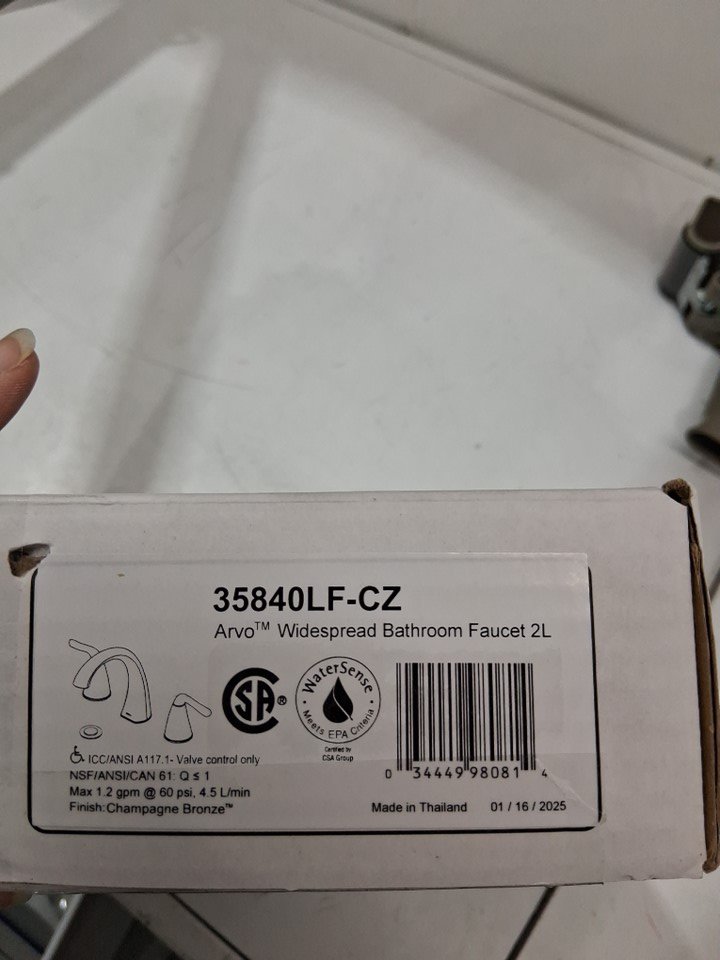 35840LF-CZ
Arvo™ Widespread Bathroom Faucet 2L
CSA®
WaterSense
Meets EPA Criteria
Certified by
CSA Group
ICC/ANSI A117.1- Valve control only
NSF/ANSI/CAN 61: Q ≤ 1
Max 1.2 gpm @ 60 psi, 4.5 L/min
Finish:Champagne Bronze™
0 34449 98081 4
Made in Thailand 01 / 16 / 2025